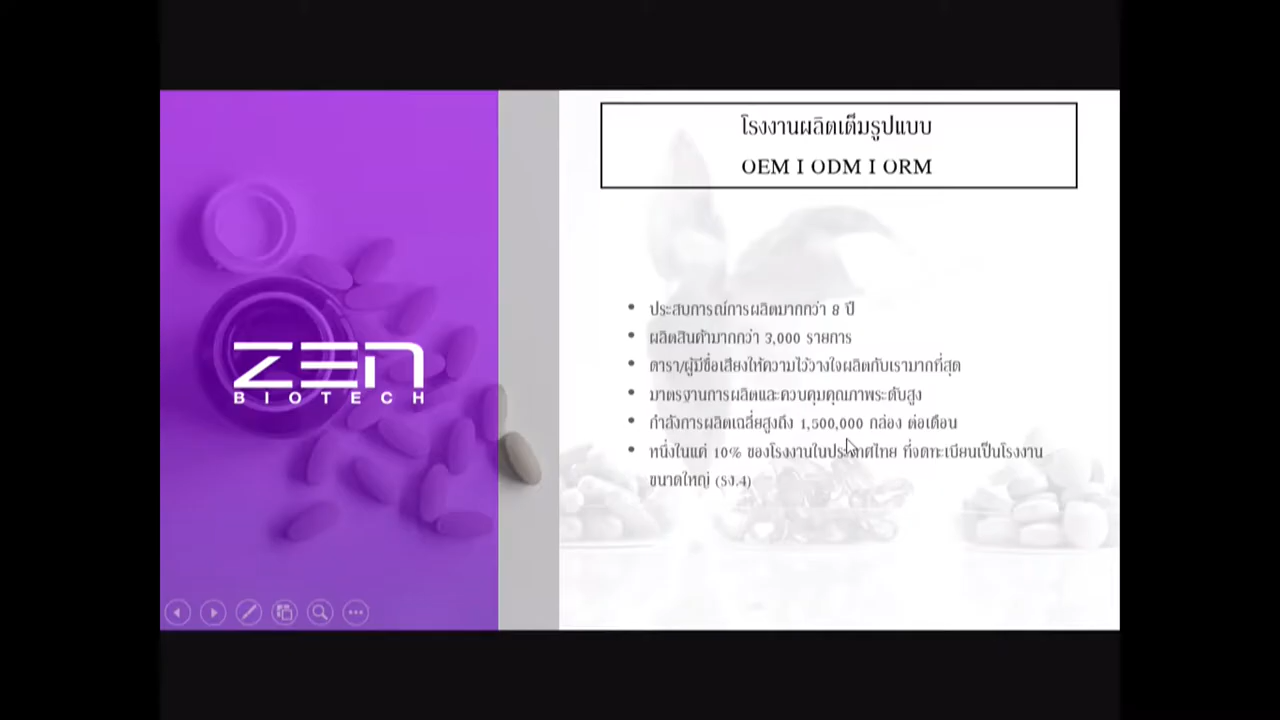 โรงงานผลิตเต็มรูปแบบ
OEM I ODM I ORM
ZEN
BIOTECH
• ประสบการณ์การผลิตมากกว่า 8 ปี
• ผลิตสินค้ามากกว่า 3,000 รายการ
• ดารา/ผู้มีชื่อเสียงให้ความไว้วางใจผลิตกับเรามากที่สุด
• มาตรฐานการผลิตและควบคุมคุณภาพระดับสูง
• กำลังการผลิตเฉลี่ยสูงถึง 1,500,000 กล่อง ต่อเดือน
• หนึ่งในแค่ 10% ของโรงงานในประเทศไทย ที่จดทะเบียนเป็นโรงงาน
ขนาดใหญ่ (รง.4)